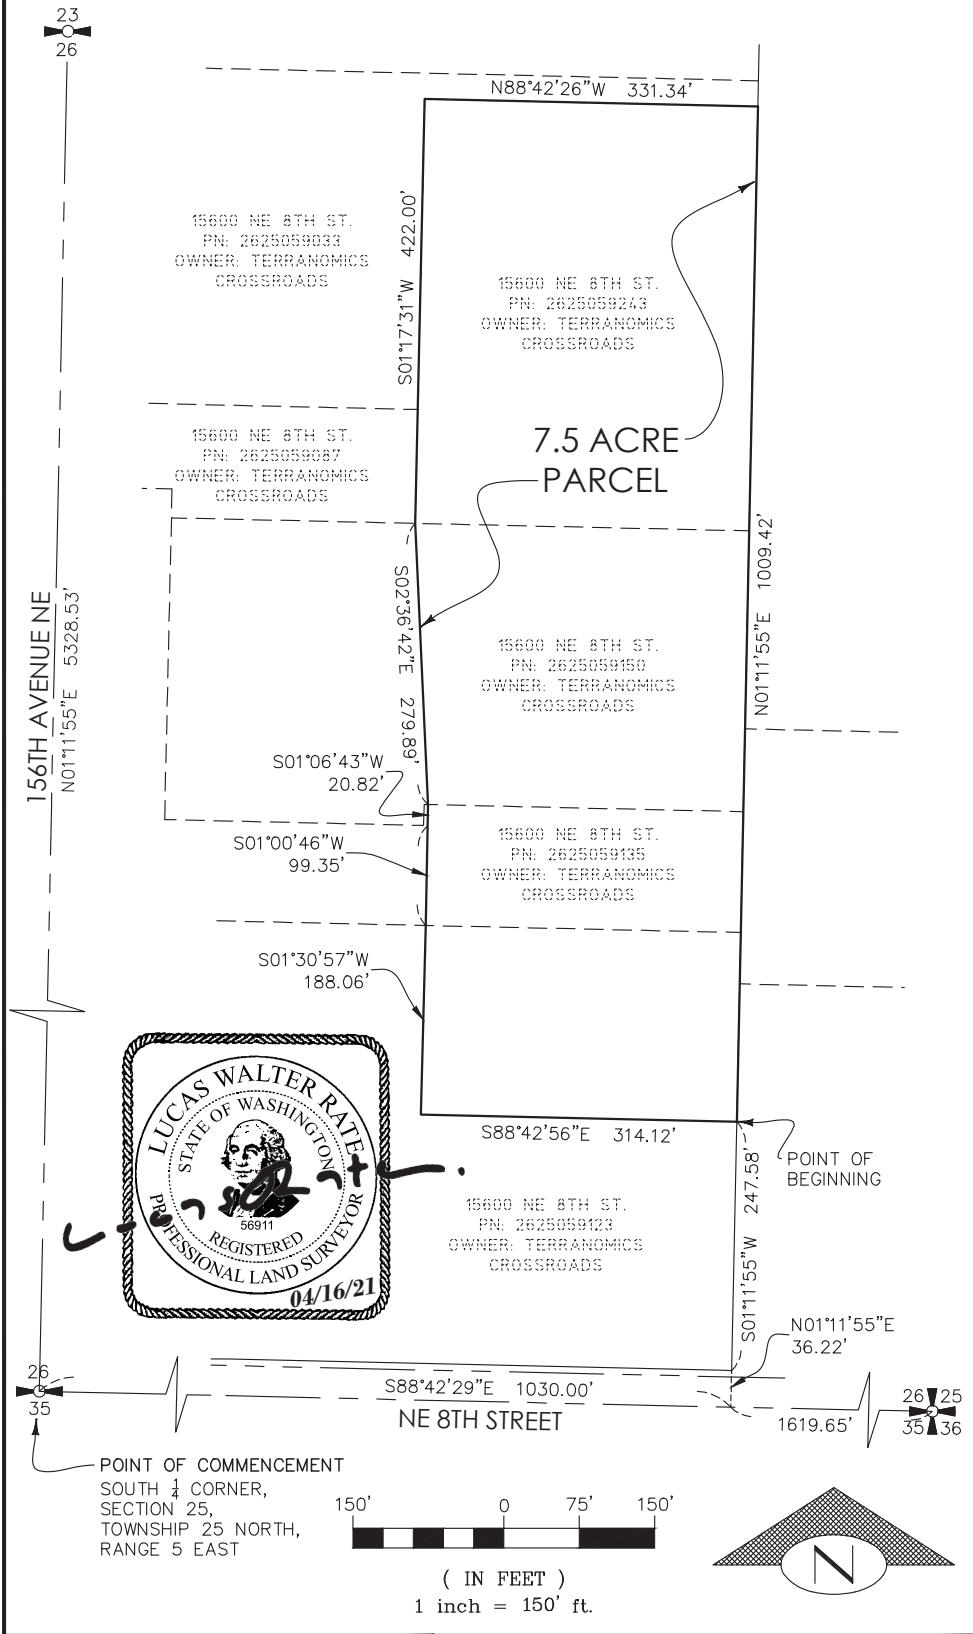 23
26
N88°42'26"W 331.34'
S01°17'31"W 422.00'
15600 NE 8TH ST.
PN: 2625059033
OWNER: TERRANOMICS
CROSSROADS
15600 NE 8TH ST.
PN: 2625059243
OWNER: TERRANOMICS
CROSSROADS
7.5 ACRE
PARCEL
15600 NE 8TH ST.
PN: 2625059087
OWNER: TERRANOMICS
CROSSROADS
N01°11'55"E 1009.42'
156TH AVENUE NE
N01°11'55"E 5328.53'
S02°36'42"E 279.89'
15600 NE 8TH ST.
PN: 2625059150
OWNER: TERRANOMICS
CROSSROADS
S01°06'43"W
20.82'
S01°00'46"W
99.35'
15600 NE 8TH ST.
PN: 2625059135
OWNER: TERRANOMICS
CROSSROADS
S01°30'57"W
188.06'
LUCAS WALTER RATE
STATE OF WASHINGTON
56911
REGISTERED
PROFESSIONAL LAND SURVEYOR
04/16/21
S88°42'56"E 314.12'
POINT OF
BEGINNING
15600 NE 8TH ST.
PN: 2625059123
OWNER: TERRANOMICS
CROSSROADS
S01°11'55"W 247.58'
N01°11'55"E
36.22'
26
35
S88°42'29"E 1030.00'
NE 8TH STREET
1619.65'
26 25
35 36
POINT OF COMMENCEMENT
SOUTH 1/4 CORNER,
SECTION 25,
TOWNSHIP 25 NORTH,
RANGE 5 EAST
150' 0 75' 150'
( IN FEET )
1 inch = 150' ft.
N